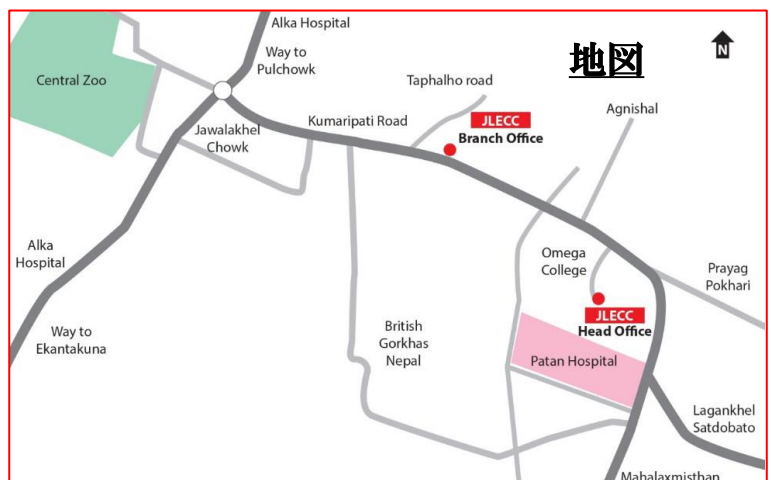 Alka Hospital
Way to
Pulchowk
地図
N
Central Zoo
Taphalho road
Agnishal
JLECC
Branch Office
Kumaripati Road
Jawalakhel
Chowk
Alka
Hospital
Omega
College
Prayag
Pokhari
JLECC
Head Office
Way to
Ekantakuna
British
Gorkhas
Nepal
Patan Hospital
Lagankhel
Satdobato
Mahalaxmisthan